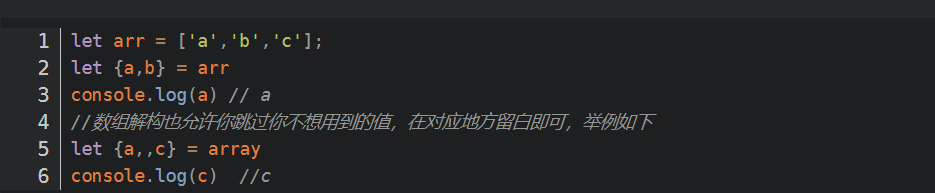 1 let arr = ['a','b','c'];
2 let {a,b} = arr
3 console.log(a) // a
4 //数组解构也允许你跳过你不想用到的值，在对应地方留白即可，举例如下
5 let {a,,c} = array
6 console.log(c)  //c